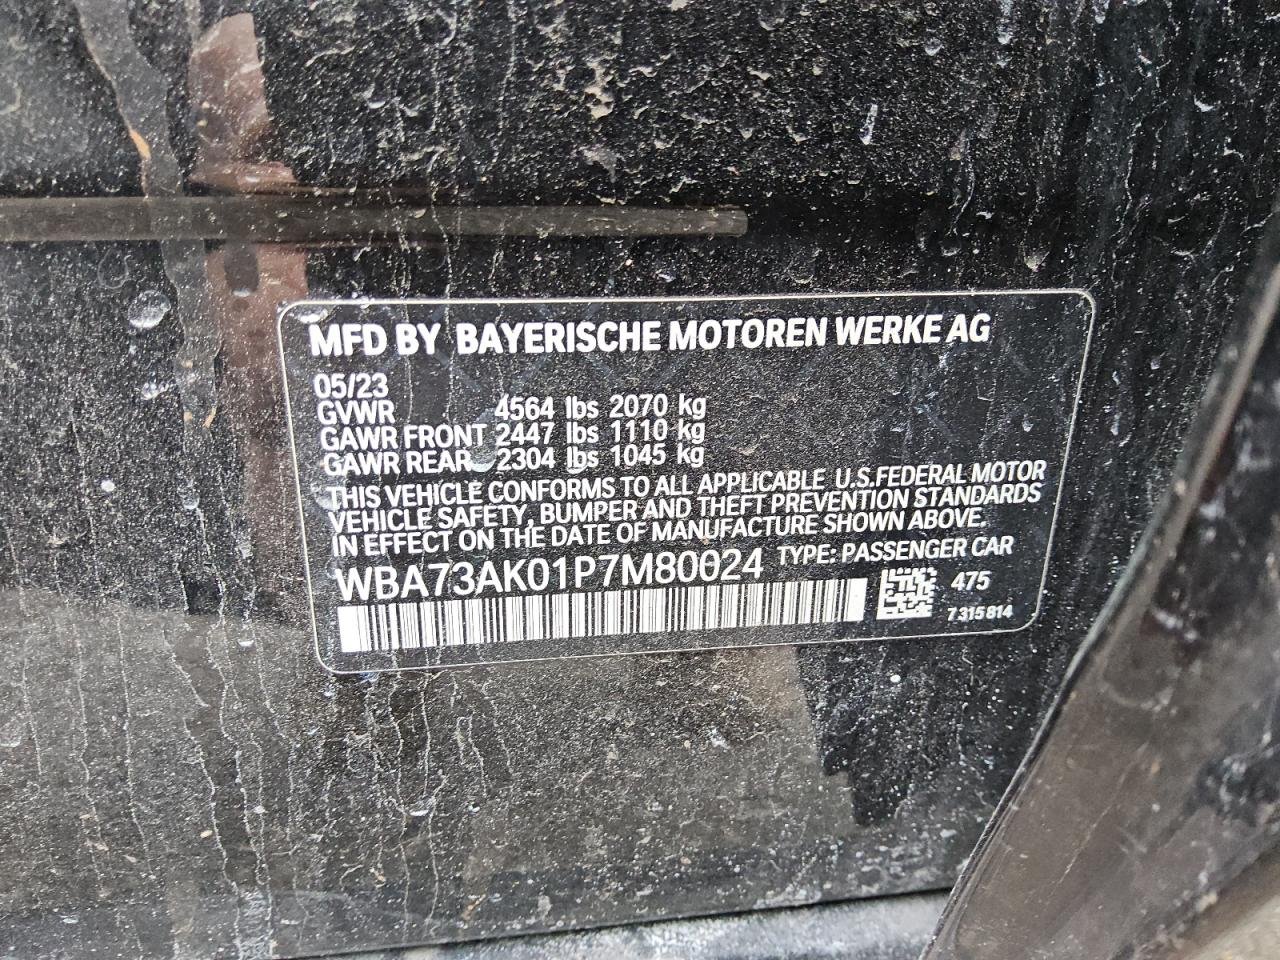 MFD BY BAYERISCHE MOTOREN WERKE AG
05/23
GVWR 4564 lbs 2070 kg
GAWR FRONT 2447 lbs 1110 kg
GAWR REAR 2304 lbs 1045 kg
THIS VEHICLE CONFORMS TO ALL APPLICABLE U.S.FEDERAL MOTOR
VEHICLE SAFETY, BUMPER AND THEFT PREVENTION STANDARDS
IN EFFECT ON THE DATE OF MANUFACTURE SHOWN ABOVE.
WBA73AK01P7M80024 TYPE: PASSENGER CAR
475
7315814